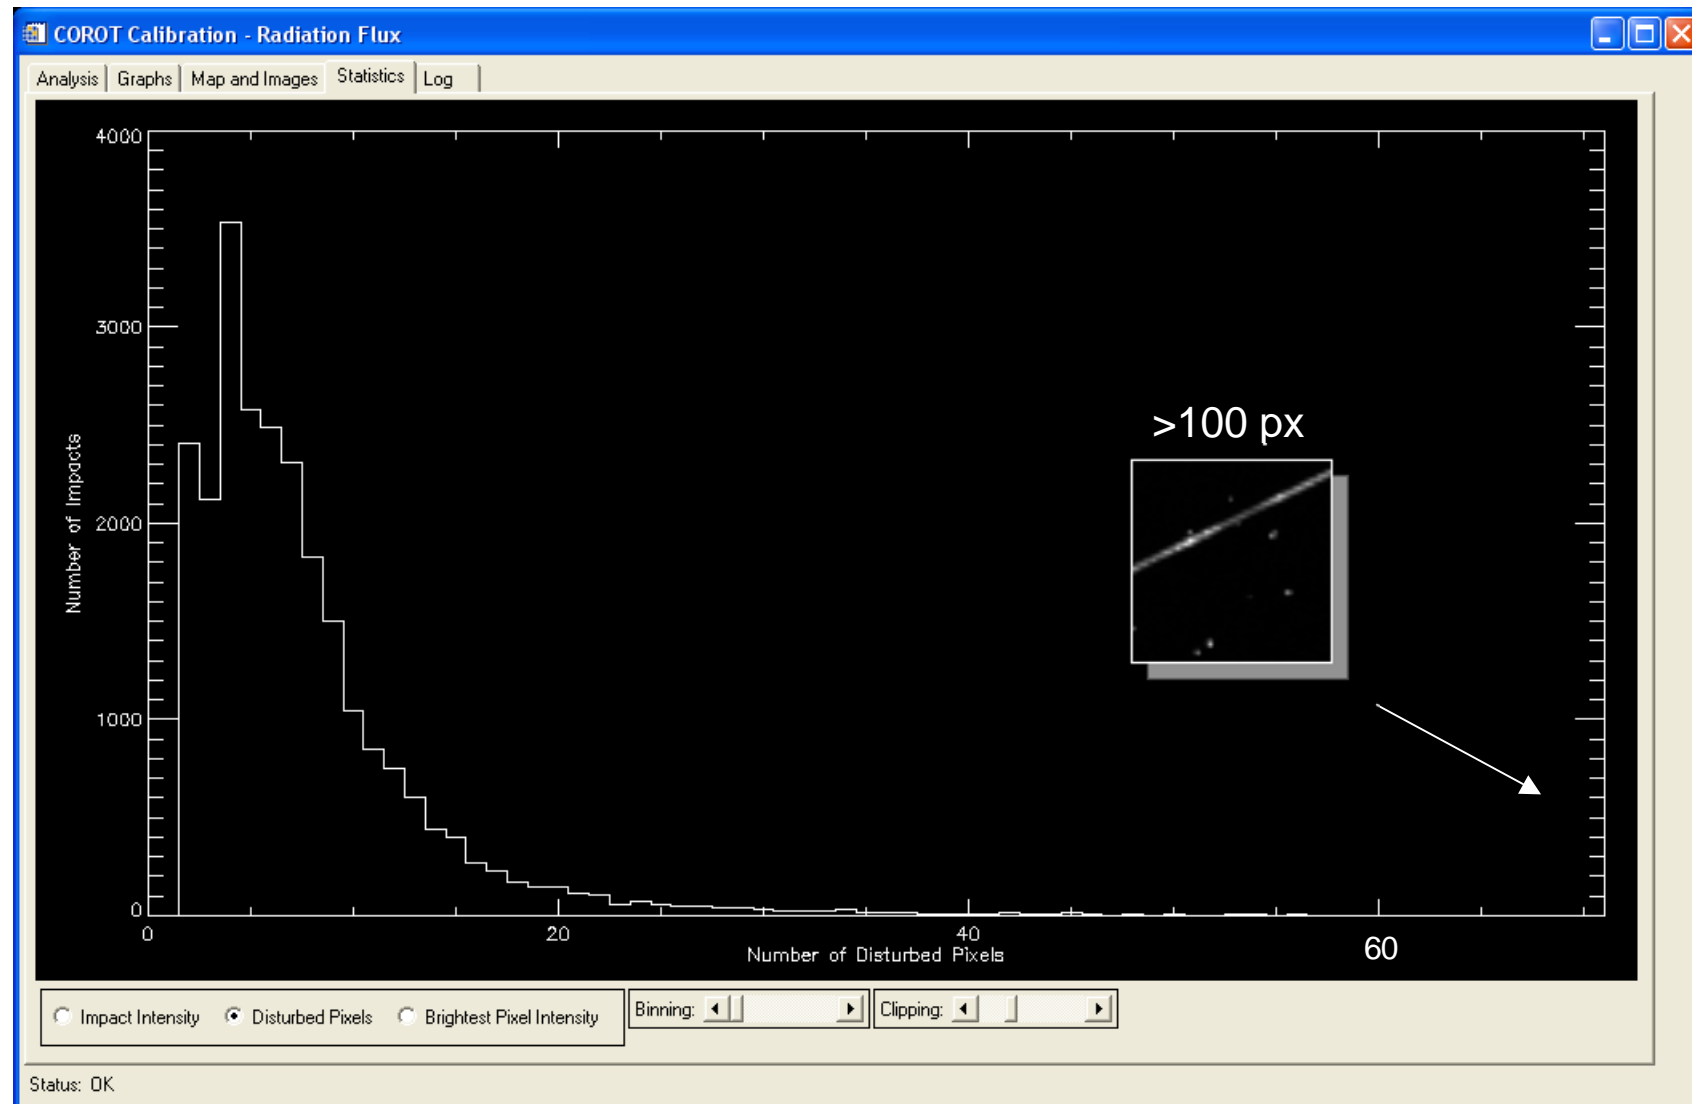 COROT Calibration - Radiation Flux
Analysis Graphs Map and Images Statistics Log
4000
3000
2000
1000
0
Number of Impacts
>100 px
0 20 40 60
Number of Disturbed Pixels
Impact Intensity Disturbed Pixels Brightest Pixel Intensity Binning: Clipping:
Status: OK